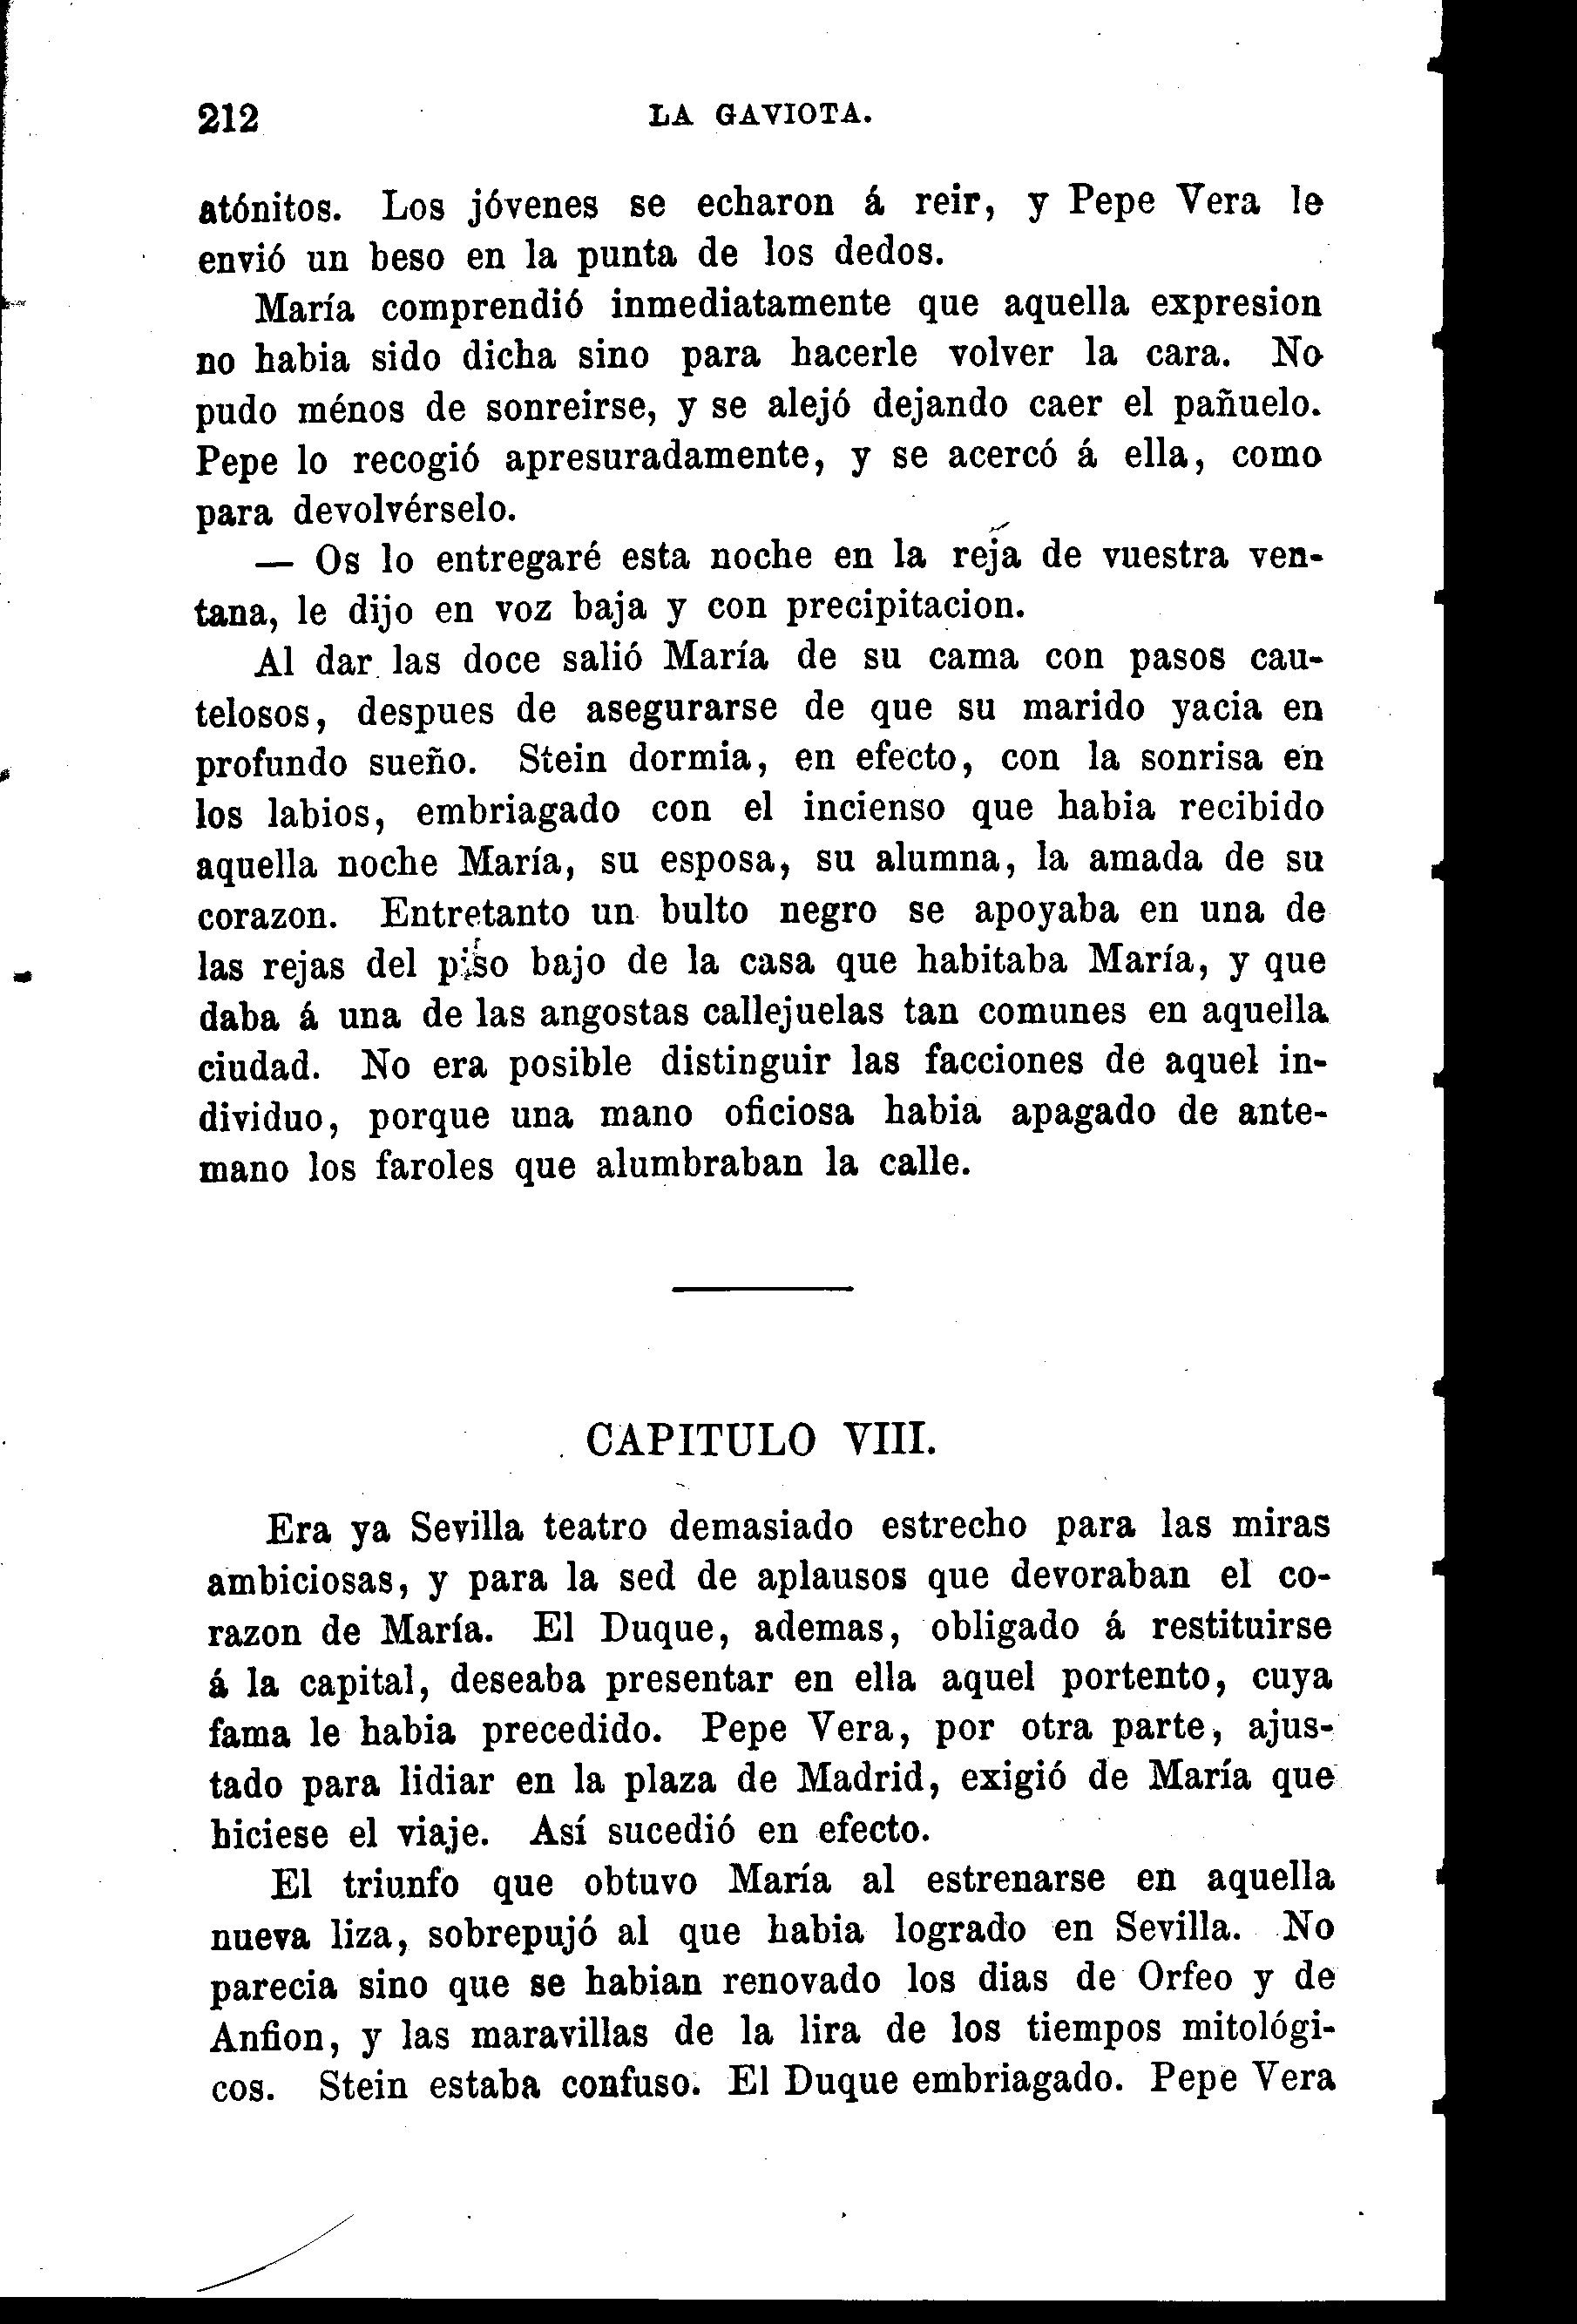 212
LA GAVIOTA.
atónitos. Los jóvenes se echaron á reir, y Pepe Vera le
envió un beso en la punta de los dedos.
María comprendió inmediatamente que aquella expresion
no habia sido dicha sino para hacerle volver la cara. No
pudo ménos de sonreirse, y se alejó dejando caer el pañuelo.
Pepe lo recogió apresuradamente, y se acercó á ella, como
para devolvérselo.
— Os lo entregaré esta noche en la reja de vuestra ven-
tana, le dijo en voz baja y con precipitacion.
Al dar las doce salió María de su cama con pasos cau-
telosos, despues de asegurarse de que su marido yacia en
profundo sueño. Stein dormia, en efecto, con la sonrisa en
los labios, embriagado con el incienso que habia recibido
aquella noche María, su esposa, su alumna, la amada de su
corazon. Entretanto un bulto negro se apoyaba en una de
las rejas del piso bajo de la casa que habitaba María, y que
daba á una de las angostas callejuelas tan comunes en aquella
ciudad. No era posible distinguir las facciones de aquel in-
dividuo, porque una mano oficiosa habia apagado de ante-
mano los faroles que alumbraban la calle.
CAPITULO VIII.
Era ya Sevilla teatro demasiado estrecho para las miras
ambiciosas, y para la sed de aplausos que devoraban el co-
razon de María. El Duque, ademas, obligado á restituirse
á la capital, deseaba presentar en ella aquel portento, cuya
fama le habia precedido. Pepe Vera, por otra parte, ajus-
tado para lidiar en la plaza de Madrid, exigió de María que
hiciese el viaje. Así sucedió en efecto.
El triunfo que obtuvo María al estrenarse en aquella
nueva liza, sobrepujó al que habia logrado en Sevilla. No
parecia sino que se habian renovado los dias de Orfeo y de
Anfion, y las maravillas de la lira de los tiempos mitológi-
cos. Stein estaba confuso. El Duque embriagado. Pepe Vera